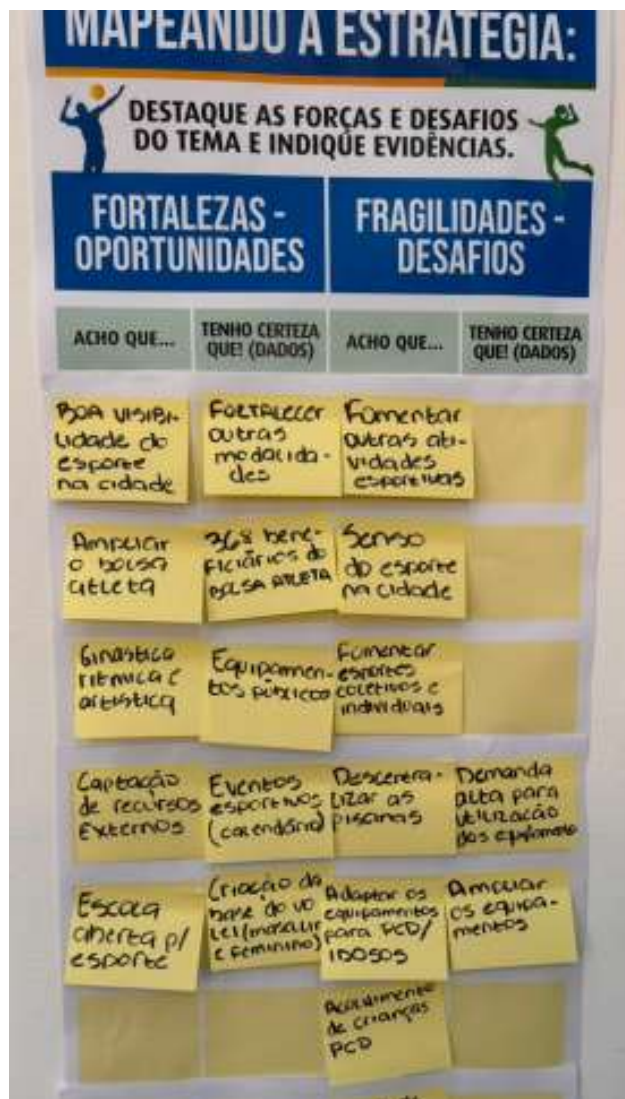 MAPEANDO A ESTRATÉGIA:
DESTAQUE AS FORÇAS E DESAFIOS
DO TEMA E INDIQUE EVIDÊNCIAS.
FORTALEZAS -
OPORTUNIDADES
FRAGILIDADES -
DESAFIOS
ACHO QUE...
TENHO CERTEZA
QUE! (DADOS)
ACHO QUE...
TENHO CERTEZA
QUE! (DADOS)
BOA VISIBI-
lidade do
esporte
na cidade
Fortalecer
outras
modalida-
des
Fomentar
outras ati-
vidades
esportivas
Ampliar
o bolsa
atleta
368 bene-
ficiários do
BOLSA ATLETA
Senso
do esporte
na cidade
Ginástica
ritmica e
artística
Equipamen-
tos públicos
Fomentar
esportes
coletivos e
individuais
Captação
de recursos
Externos
Eventos
esportivos
(calendário)
Descentra-
lizar as
piscinas
Demanda
alta para
utilização
dos
Escola
aberta p/
esporte
Criação da
base do vo
lei (masculino
e feminino)
Adaptar os
equipamentos
para PCD/
IDOSOS
Ampliar
os equipa-
mentos
Acolhimento
de crianças
PCD